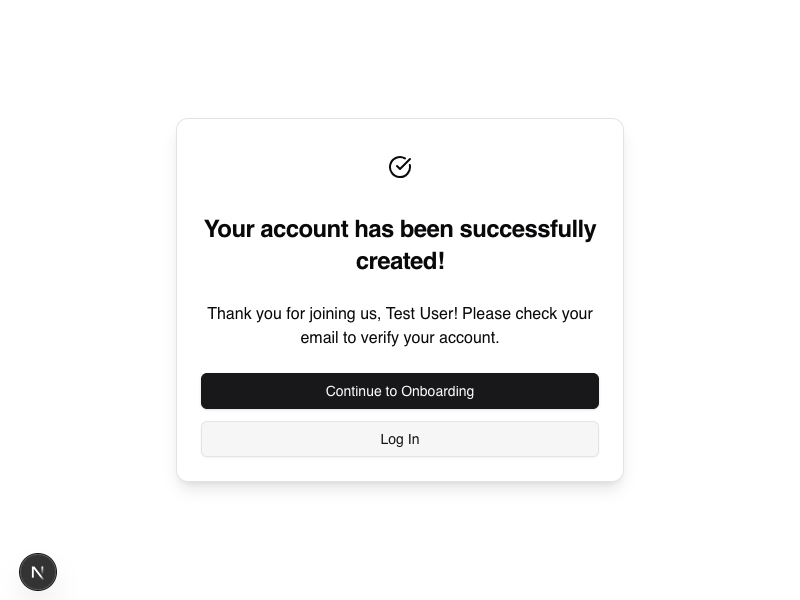 Your account has been successfully
created!
Thank you for joining us, Test User! Please check your
email to verify your account.
Continue to Onboarding
Log In
N